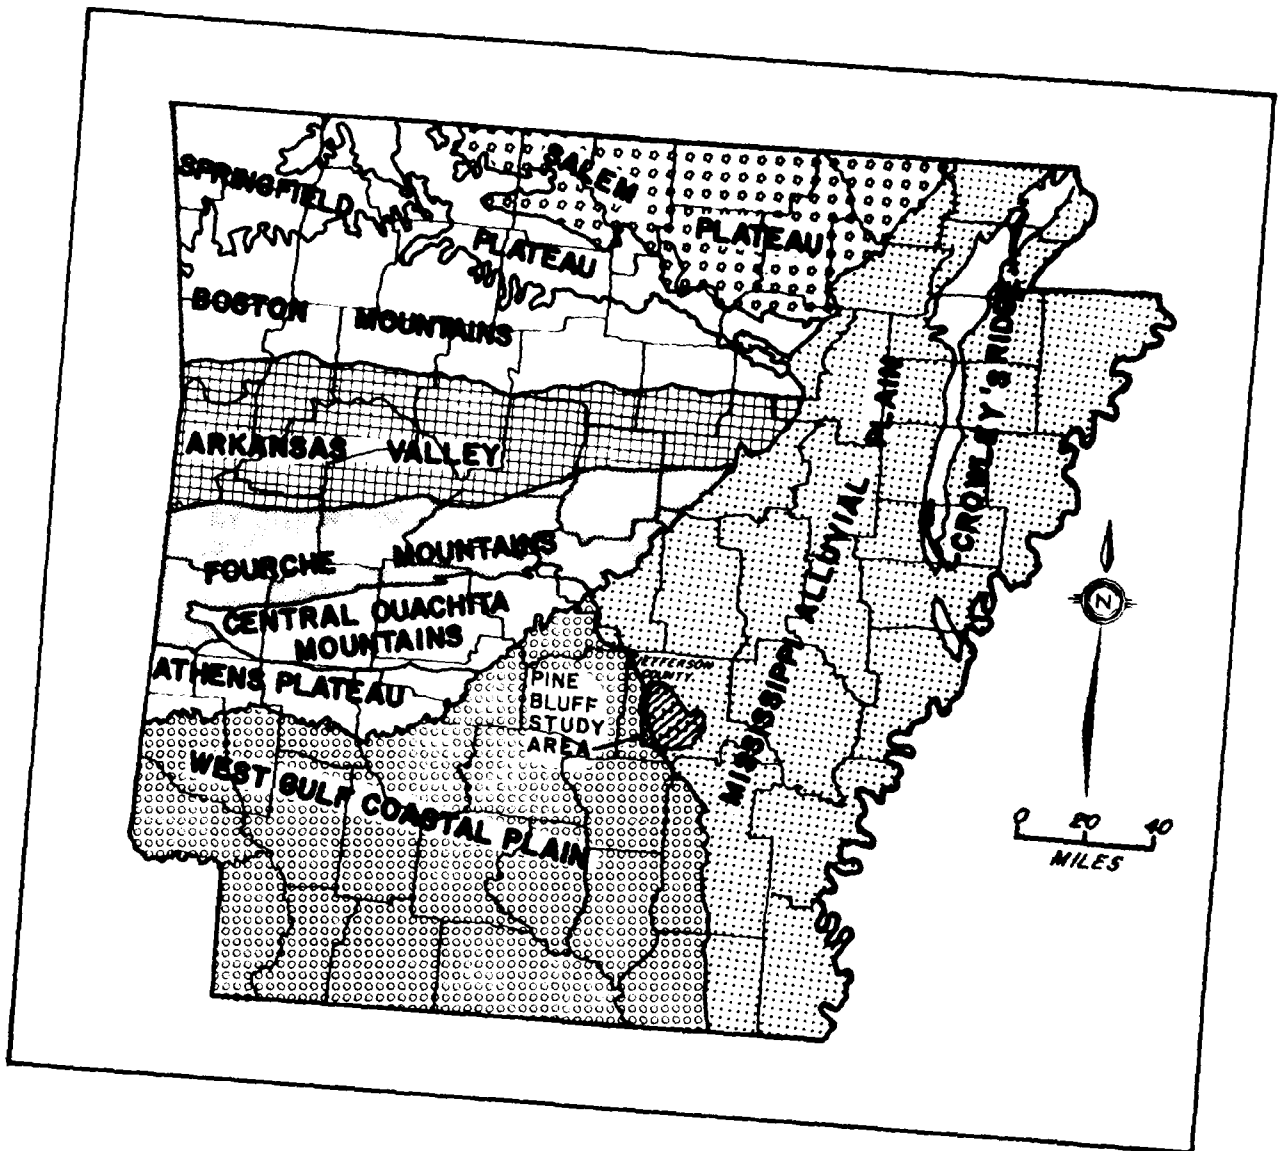 SALEM
PLATEAU
SPRINGFIELD
PLATEAU
BOSTON MOUNTAINS
ARKANSAS VALLEY
FOURCHE MOUNTAINS
CENTRAL OUACHITA
MOUNTAINS
ATHENS PLATEAU
WEST GULF COASTAL PLAIN
MISSISSIPPI ALLUVIAL PLAIN
CROWLEY'S RIDGE
JEFFERSON
COUNTY
PINE
BLUFF
STUDY
AREA
N
0 20 40
MILES